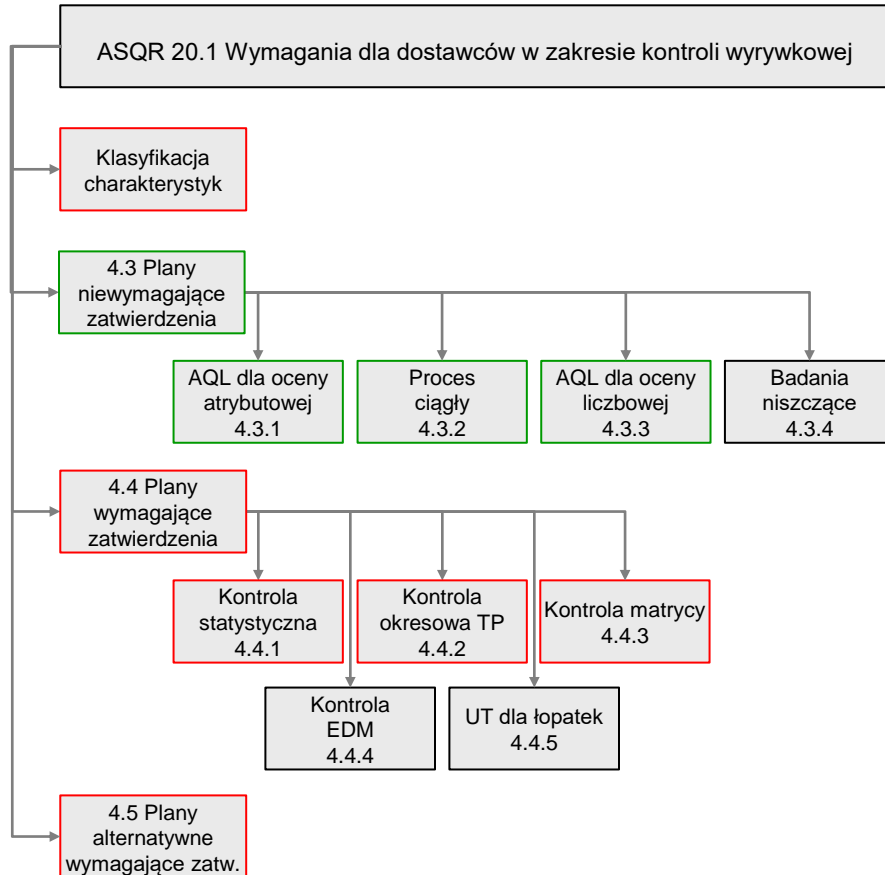 ASQR 20.1 Wymagania dla dostawców w zakresie kontroli wyrywkowej
Klasyfikacja
charakterystyk
4.3 Plany
niewymagające
zatwierdzenia
AQL dla oceny
atrybutowej
4.3.1
Proces
ciągły
4.3.2
AQL dla oceny
liczbowej
4.3.3
Badania
niszczące
4.3.4
4.4 Plany
wymagające
zatwierdzenia
Kontrola
statystyczna
4.4.1
Kontrola
okresowa TP
4.4.2
Kontrola matrycy
4.4.3
Kontrola
EDM
4.4.4
UT dla łopatek
4.4.5
4.5 Plany
alternatywne
wymagające zatw.